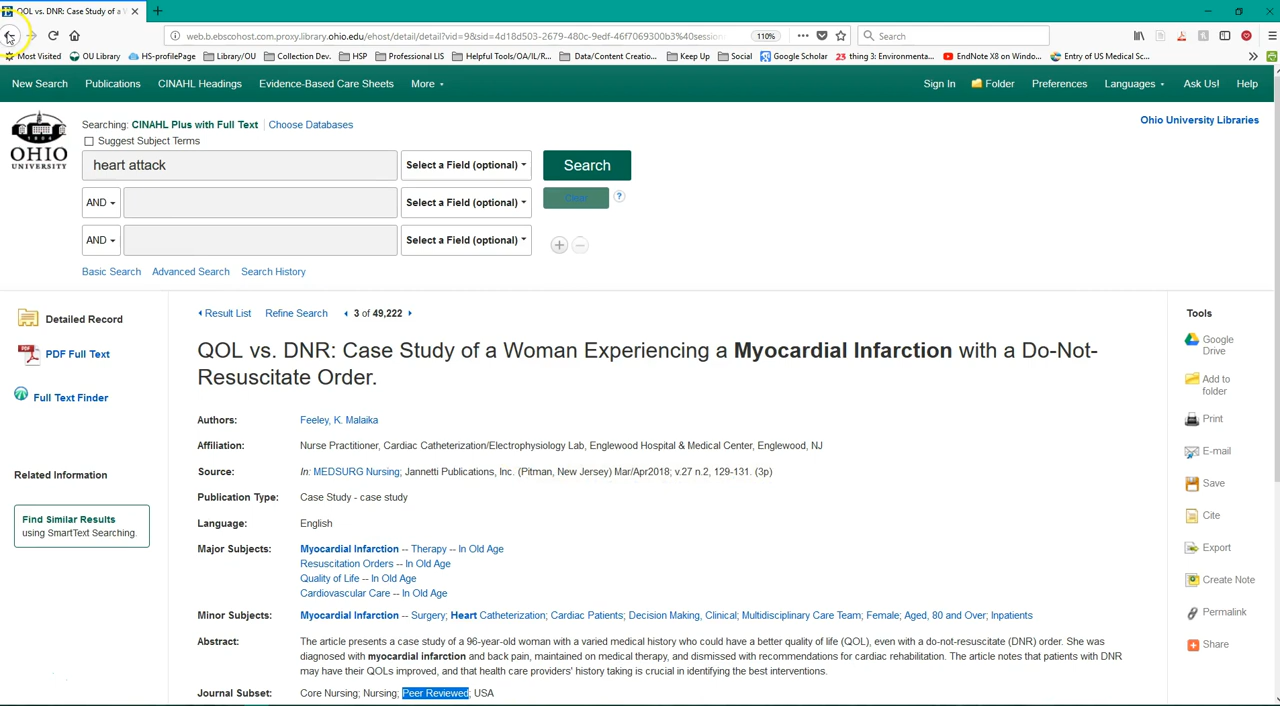 QOL vs. DNR: Case Study of a W
web.b.ebscohost.com.proxy.library.ohio.edu/ehost/detail/detail?vid=9&sid=4d18d503-2679-480c-9edf-46f7069300b3%40session
110%
Search
Most Visited OU Library HS-profilePage Library/OU Collection Dev. HSP Professional LIS Helpful Tools/OA/IL/R... Data/Content Creatio... Keep Up Social Google Scholar 23 thing 3: Environmenta... EndNote X8 on Window... Entry of US Medical Sc...
New Search Publications CINAHL Headings Evidence-Based Care Sheets More Sign In Folder Preferences Languages Ask Us! Help
Searching: CINAHL Plus with Full Text Choose Databases
Ohio University Libraries
Suggest Subject Terms
OHIO
UNIVERSITY
heart attack Select a Field (optional) Search
AND Select a Field (optional) Clear ?
AND Select a Field (optional)
Basic Search Advanced Search Search History
Detailed Record
PDF Full Text
Full Text Finder
Related Information
Find Similar Results
using SmartText Searching.
Result List Refine Search 3 of 49,222
QOL vs. DNR: Case Study of a Woman Experiencing a Myocardial Infarction with a Do-Not-
Resuscitate Order.
Authors: Feeley, K. Malaika
Affiliation: Nurse Practitioner, Cardiac Catheterization/Electrophysiology Lab, Englewood Hospital & Medical Center, Englewood, NJ
Source: In: MEDSURG Nursing; Jannetti Publications, Inc. (Pitman, New Jersey) Mar/Apr2018; v.27 n.2, 129-131. (3p)
Publication Type: Case Study - case study
Language: English
Major Subjects: Myocardial Infarction -- Therapy -- In Old Age
Resuscitation Orders -- In Old Age
Quality of Life -- In Old Age
Cardiovascular Care -- In Old Age
Minor Subjects: Myocardial Infarction -- Surgery; Heart Catheterization; Cardiac Patients; Decision Making, Clinical; Multidisciplinary Care Team; Female; Aged, 80 and Over; Inpatients
Abstract: The article presents a case study of a 96-year-old woman with a varied medical history who could have a better quality of life (QOL), even with a do-not-resuscitate (DNR) order. She was
diagnosed with myocardial infarction and back pain, maintained on medical therapy, and dismissed with recommendations for cardiac rehabilitation. The article notes that patients with DNR
may have their QOLs improved, and that health care providers' history taking is crucial in identifying the best interventions.
Journal Subset: Core Nursing; Nursing; Peer Reviewed; USA
Tools
Google
Drive
Add to
folder
Print
E-mail
Save
Cite
Export
Create Note
Permalink
Share